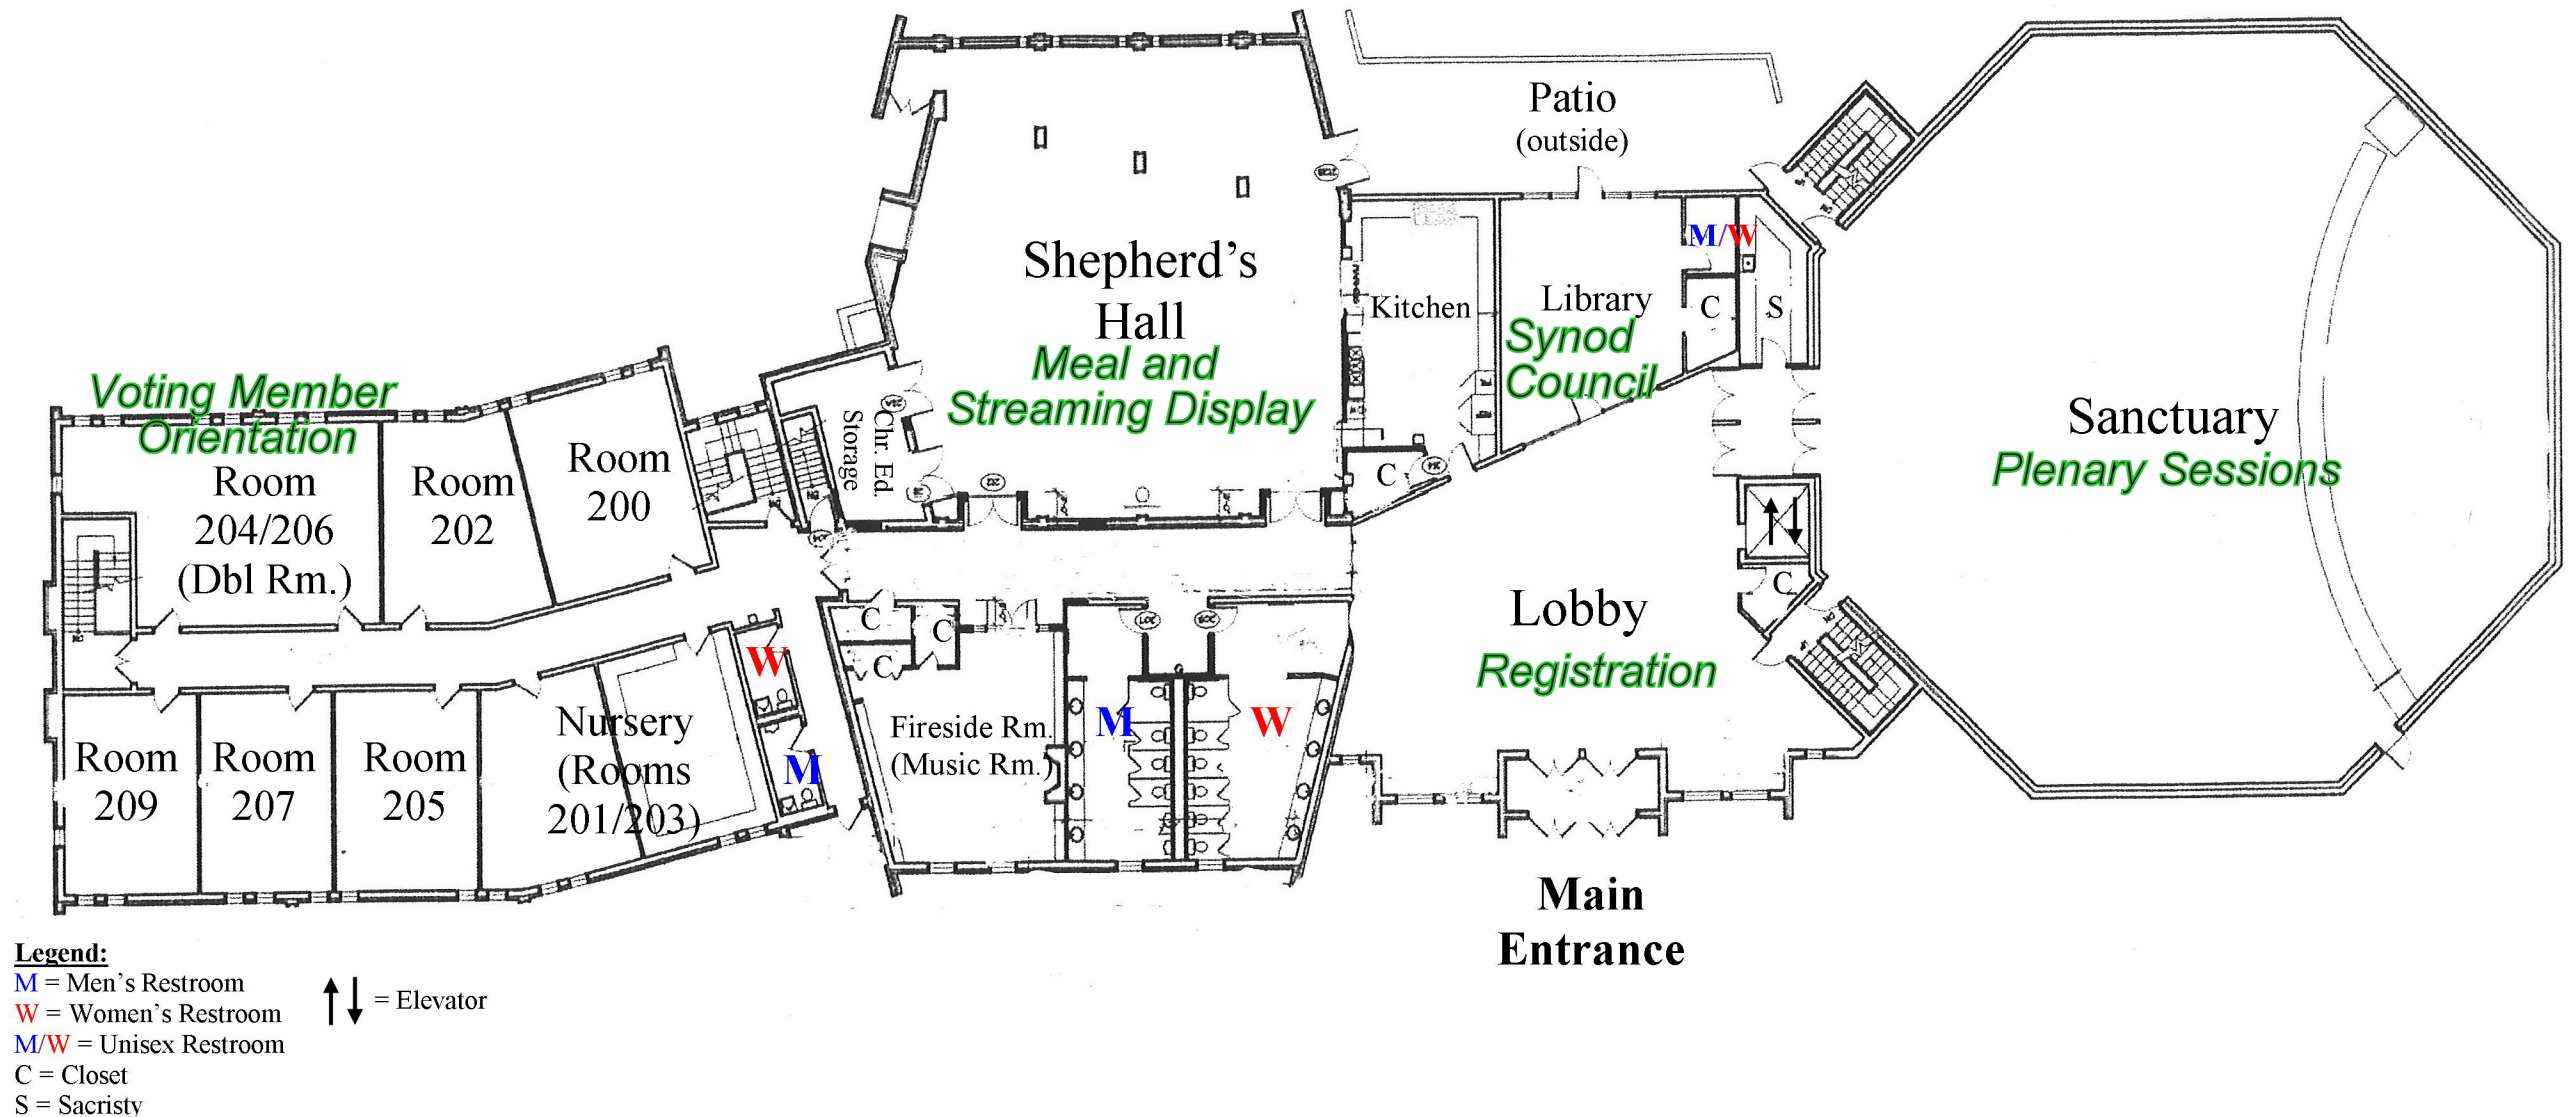 Patio
(outside)
Shepherd's
Hall
Meal and
Streaming Display
Kitchen
Library
Synod
Council
M/W
C
S
C
Sanctuary
Plenary Sessions
Voting Member
Orientation
Room
204/206
(Dbl Rm.)
Room
202
Room
200
Chr. Ed.
Storage
Lobby
Registration
C
C
C
C
W
M
Fireside Rm.
(Music Rm.)
M
W
Room
209
Room
207
Room
205
Nursery
(Rooms
201/203)
Main
Entrance
Legend:
M = Men's Restroom
W = Women's Restroom
M/W = Unisex Restroom
C = Closet
S = Sacristy
= Elevator